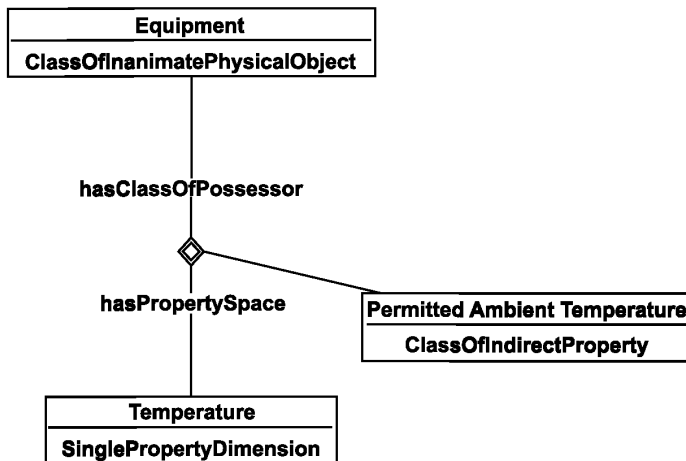 Equipment
ClassOfInanimatePhysicalObject
hasClassOfPossessor
hasPropertySpace
Permitted Ambient Temperature
ClassOfIndirectProperty
Temperature
SinglePropertyDimension